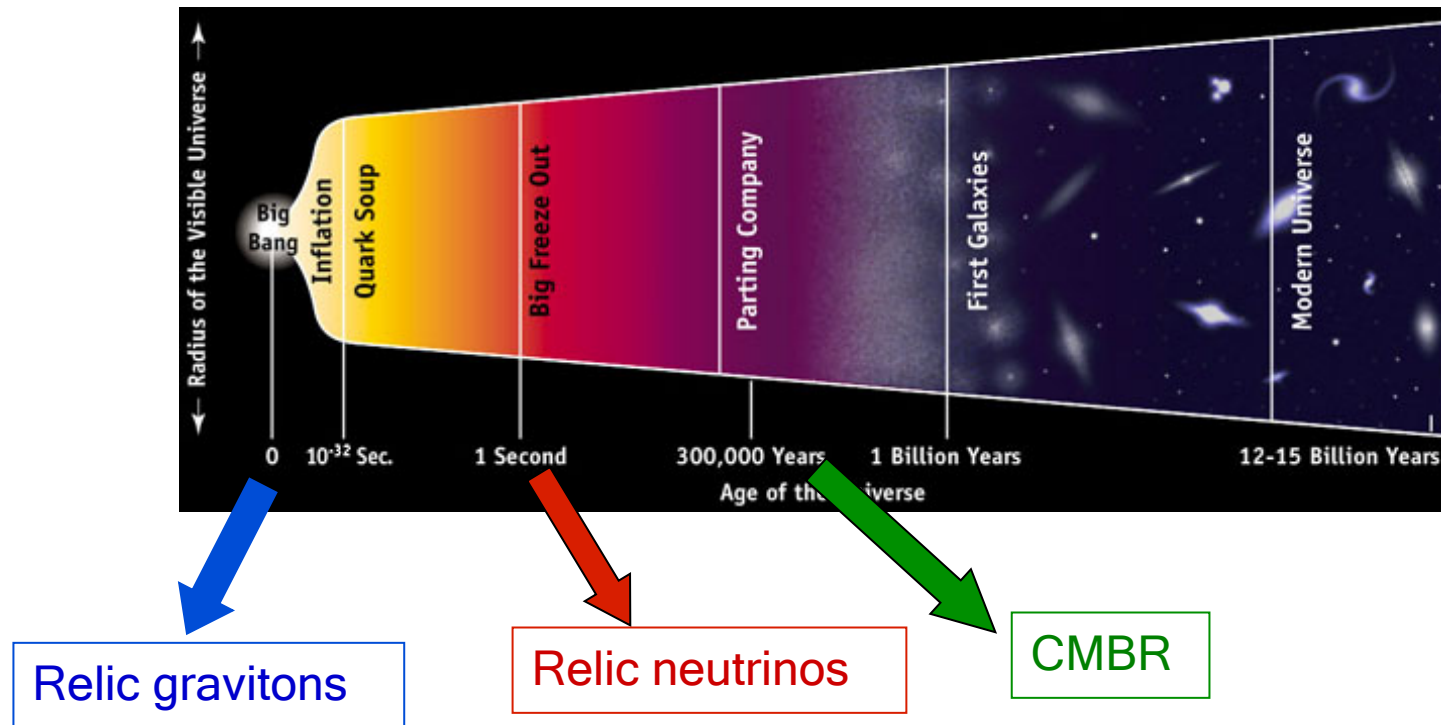 ← Radius of the Visible Universe →
Big
Bang
Inflation
Quark Soup
Big Freeze Out
Parting Company
First Galaxies
Modern Universe
0
10⁻³² Sec.
1 Second
300,000 Years
1 Billion Years
12-15 Billion Years
Age of the iverse
Relic gravitons
Relic neutrinos
CMBR